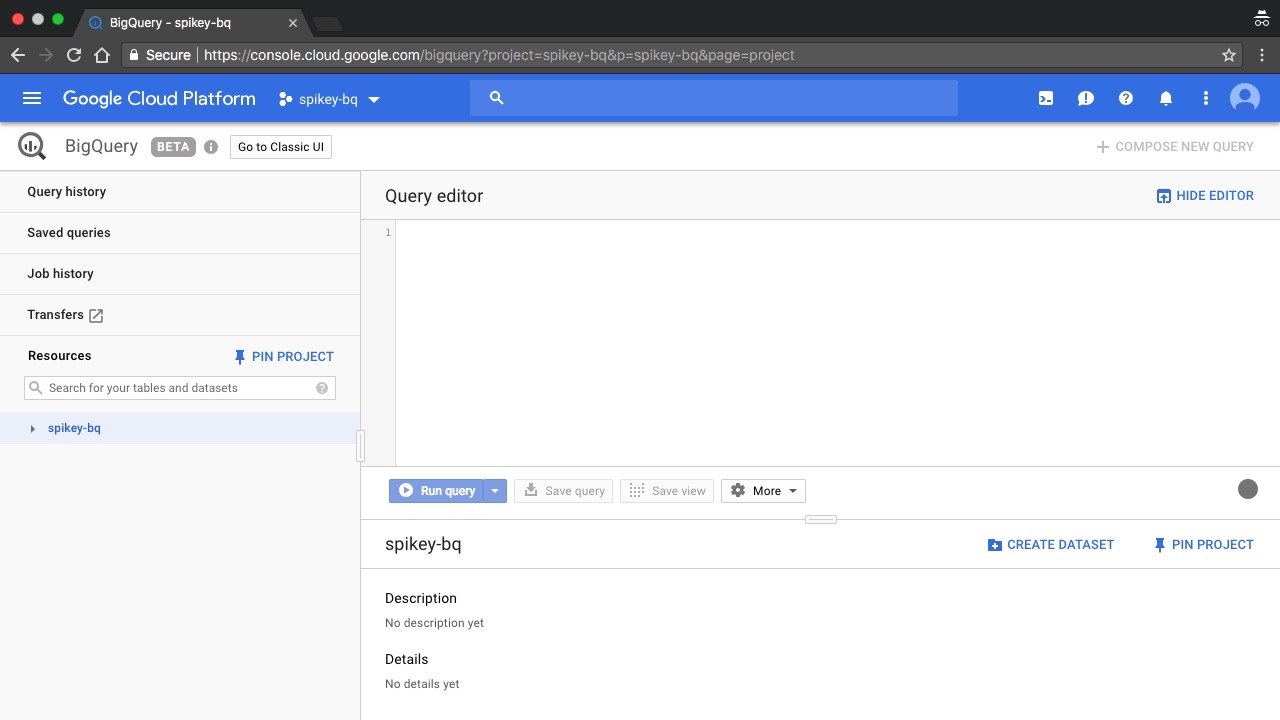 BigQuery - spikey-bq
Secure https://console.cloud.google.com/bigquery?project=spikey-bq&p=spikey-bq&page=project
Google Cloud Platform spikey-bq
BigQuery BETA Go to Classic UI COMPOSE NEW QUERY
Query history
Saved queries
Job history
Transfers
Resources PIN PROJECT
Search for your tables and datasets
spikey-bq
Query editor HIDE EDITOR
1
Run query Save query Save view More
spikey-bq CREATE DATASET PIN PROJECT
Description
No description yet
Details
No details yet